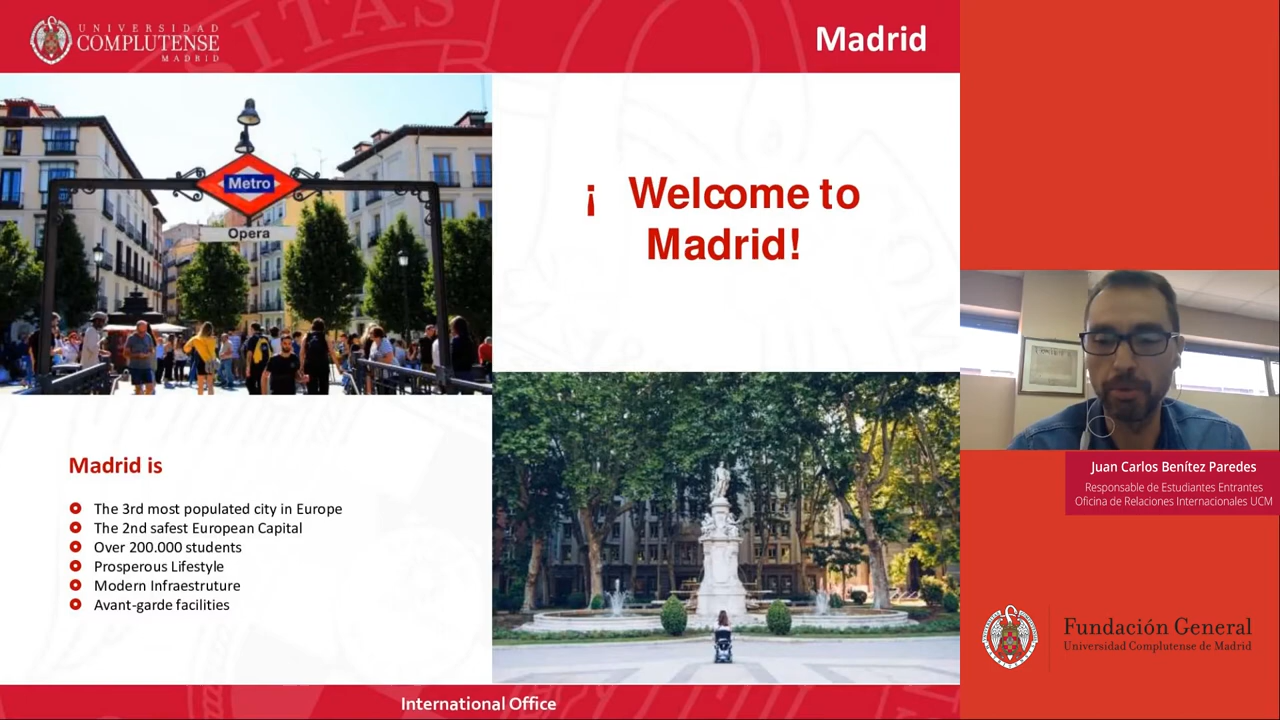 UNIVERSIDAD
COMPLUTENSE
MADRID
Madrid
Metro
Opera
¡ Welcome to
Madrid!
Madrid is
The 3rd most populated city in Europe
The 2nd safest European Capital
Over 200.000 students
Prosperous Lifestyle
Modern Infraestruture
Avant-garde facilities
International Office
Juan Carlos Benítez Paredes
Responsable de Estudiantes Entrantes
Oficina de Relaciones Internacionales UCM
Fundación General
Universidad Complutense de Madrid